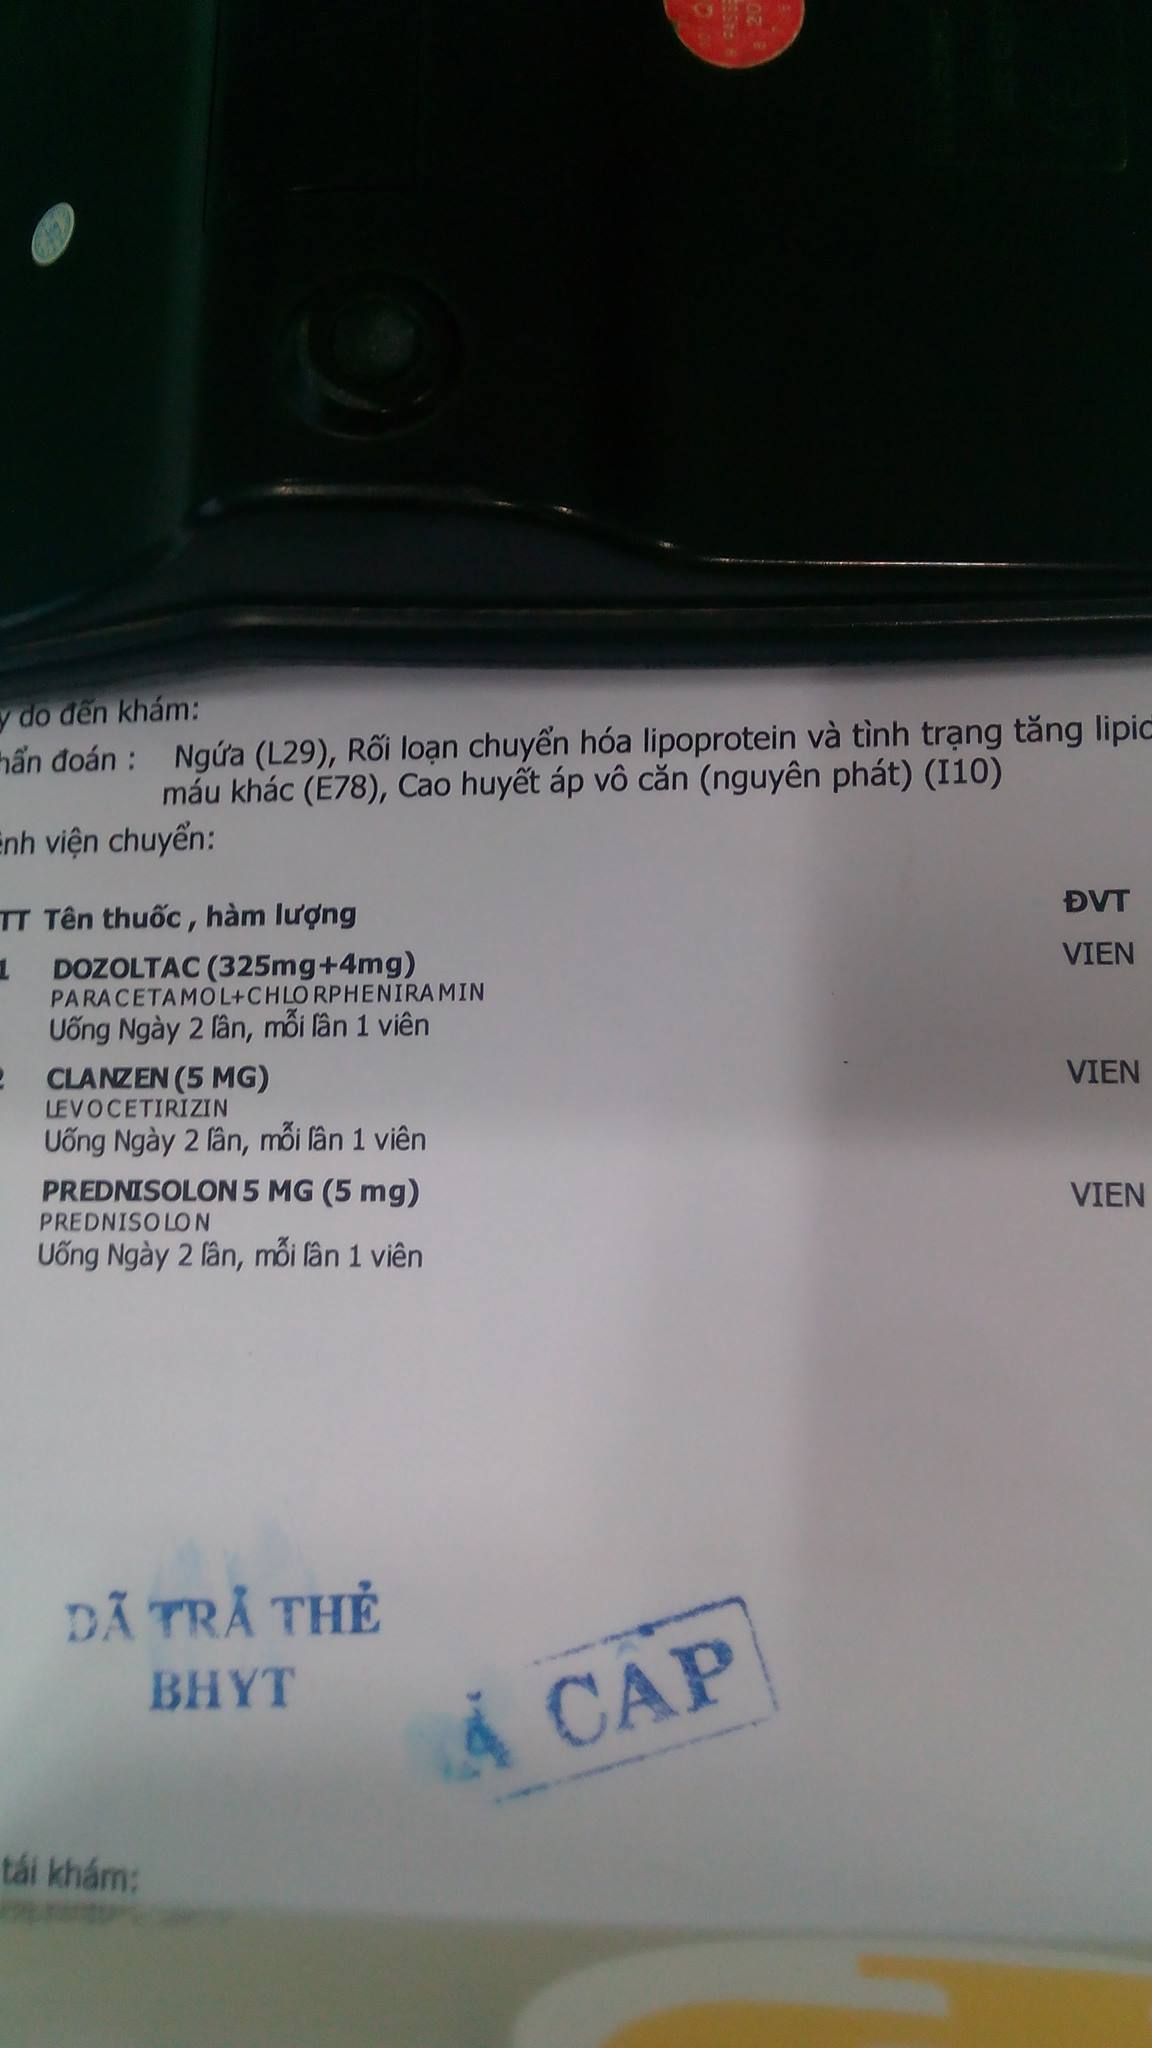 do đến khám:
đoán : Ngứa (L29), Rối loạn chuyển hóa lipoprotein và tình trạng tăng
máu khác (E78), Cao huyết áp vô căn (nguyên phát) (I10)
viện chuyển:
TT Tên thuốc , hàm lượng ĐVT
1 DOZOLTAC (325mg+4mg) VIEN
PARACETAMOL+CHLORPHENIRAMIN
Uống Ngày 2 lần, mỗi lần 1 viên
CLANZEN (5 MG) VIEN
LEVOCETIRIZIN
Uống Ngày 2 lần, mỗi lần 1 viên
PREDNISOLON 5 MG (5 mg) VIEN
PREDNISOLON
Uống Ngày 2 lần, mỗi lần 1 viên
DÃ TRẢ THẺ
BHYT
CẤP
tái khám: